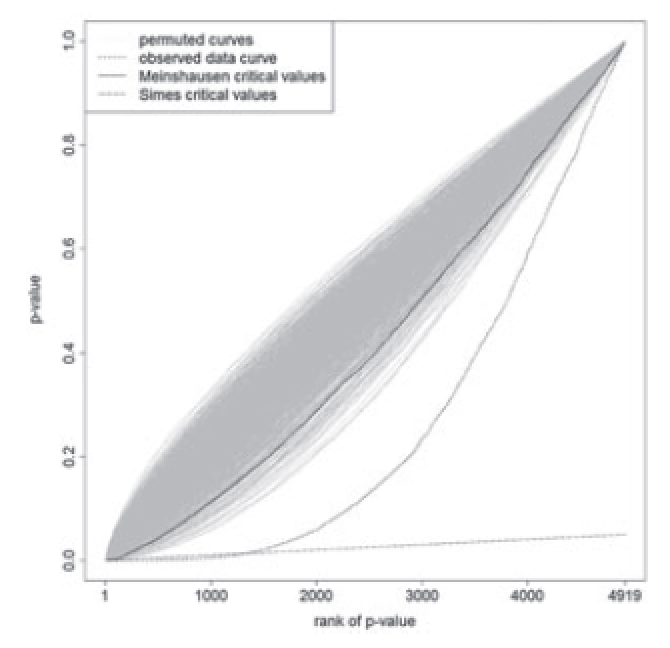 permuted curves
observed data curve
Meinshausen critical values
Simes critical values
1.0
0.8
0.6
0.4
0.2
0.0
p-value
1 1000 2000 3000 4000 4919
rank of p-value